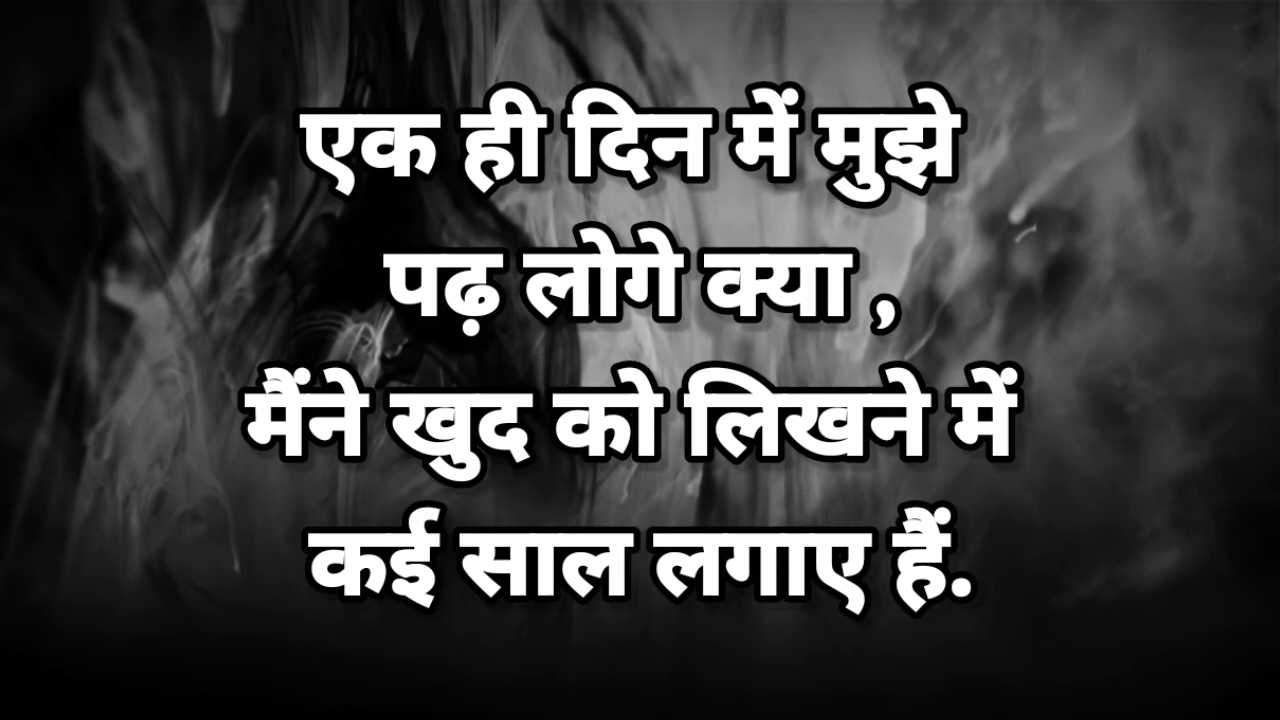 एक ही दिन में मुझे
पढ़ लोगे क्या ,
मैंने खुद को लिखने में
कई साल लगाए हैं.